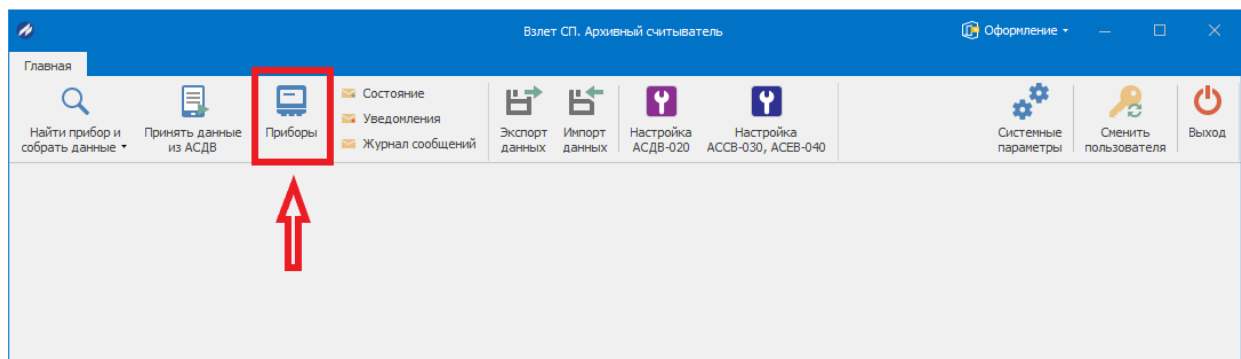 Взлет СП. Архивный считыватель
Оформление
Главная
Найти прибор и
собрать данные
Принять данные
из АСДВ
Приборы
Состояние
Уведомления
Журнал сообщений
Экспорт
данных
Импорт
данных
Настройка
АСДВ-020
Настройка
АССВ-030, АСЕВ-040
Системные
параметры
Сменить
пользователя
Выход